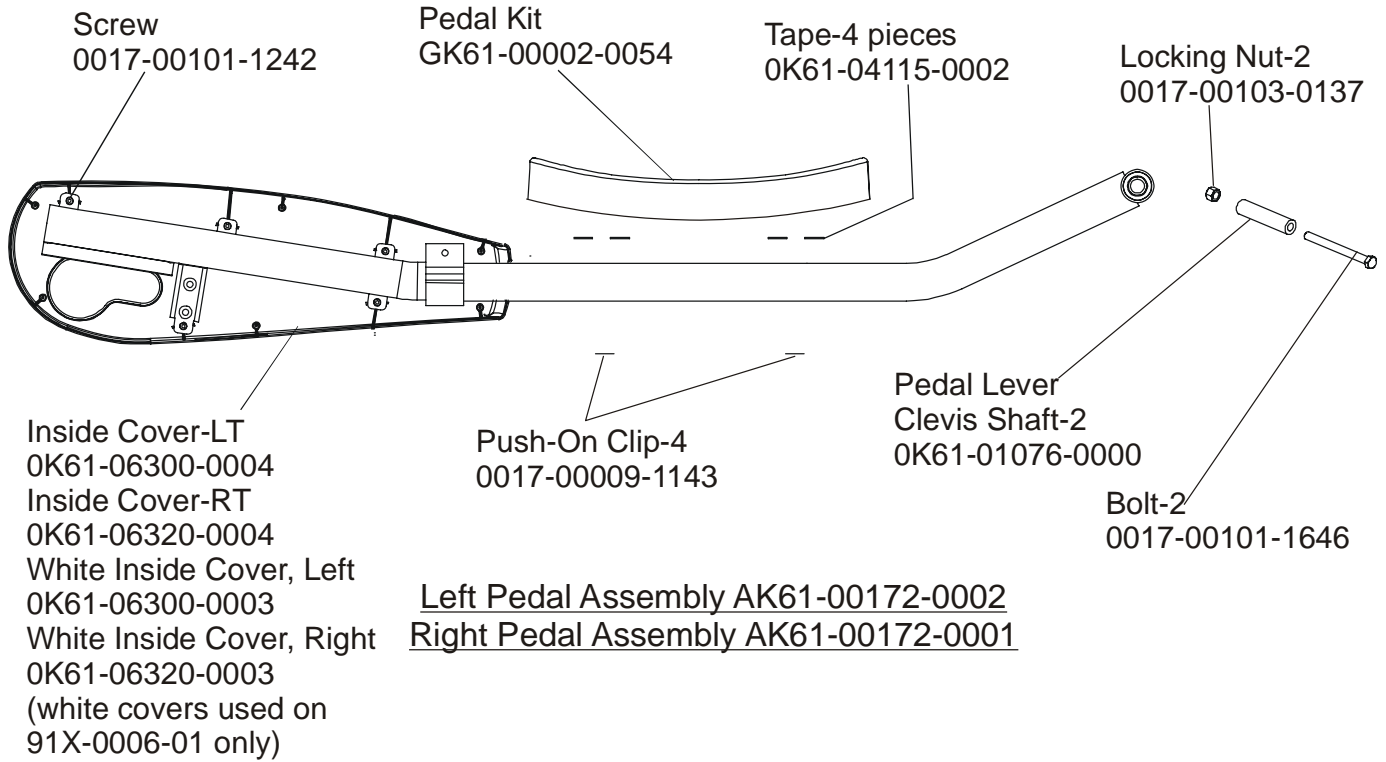 Screw
0017-00101-1242
Pedal Kit
GK61-00002-0054
Tape-4 pieces
0K61-04115-0002
Locking Nut-2
0017-00103-0137
Inside Cover-LT
0K61-06300-0004
Inside Cover-RT
0K61-06320-0004
White Inside Cover, Left
0K61-06300-0003
White Inside Cover, Right
0K61-06320-0003
(white covers used on
91X-0006-01 only)
Push-On Clip-4
0017-00009-1143
Pedal Lever
Clevis Shaft-2
0K61-01076-0000
Bolt-2
0017-00101-1646
Left Pedal Assembly AK61-00172-0002
Right Pedal Assembly AK61-00172-0001